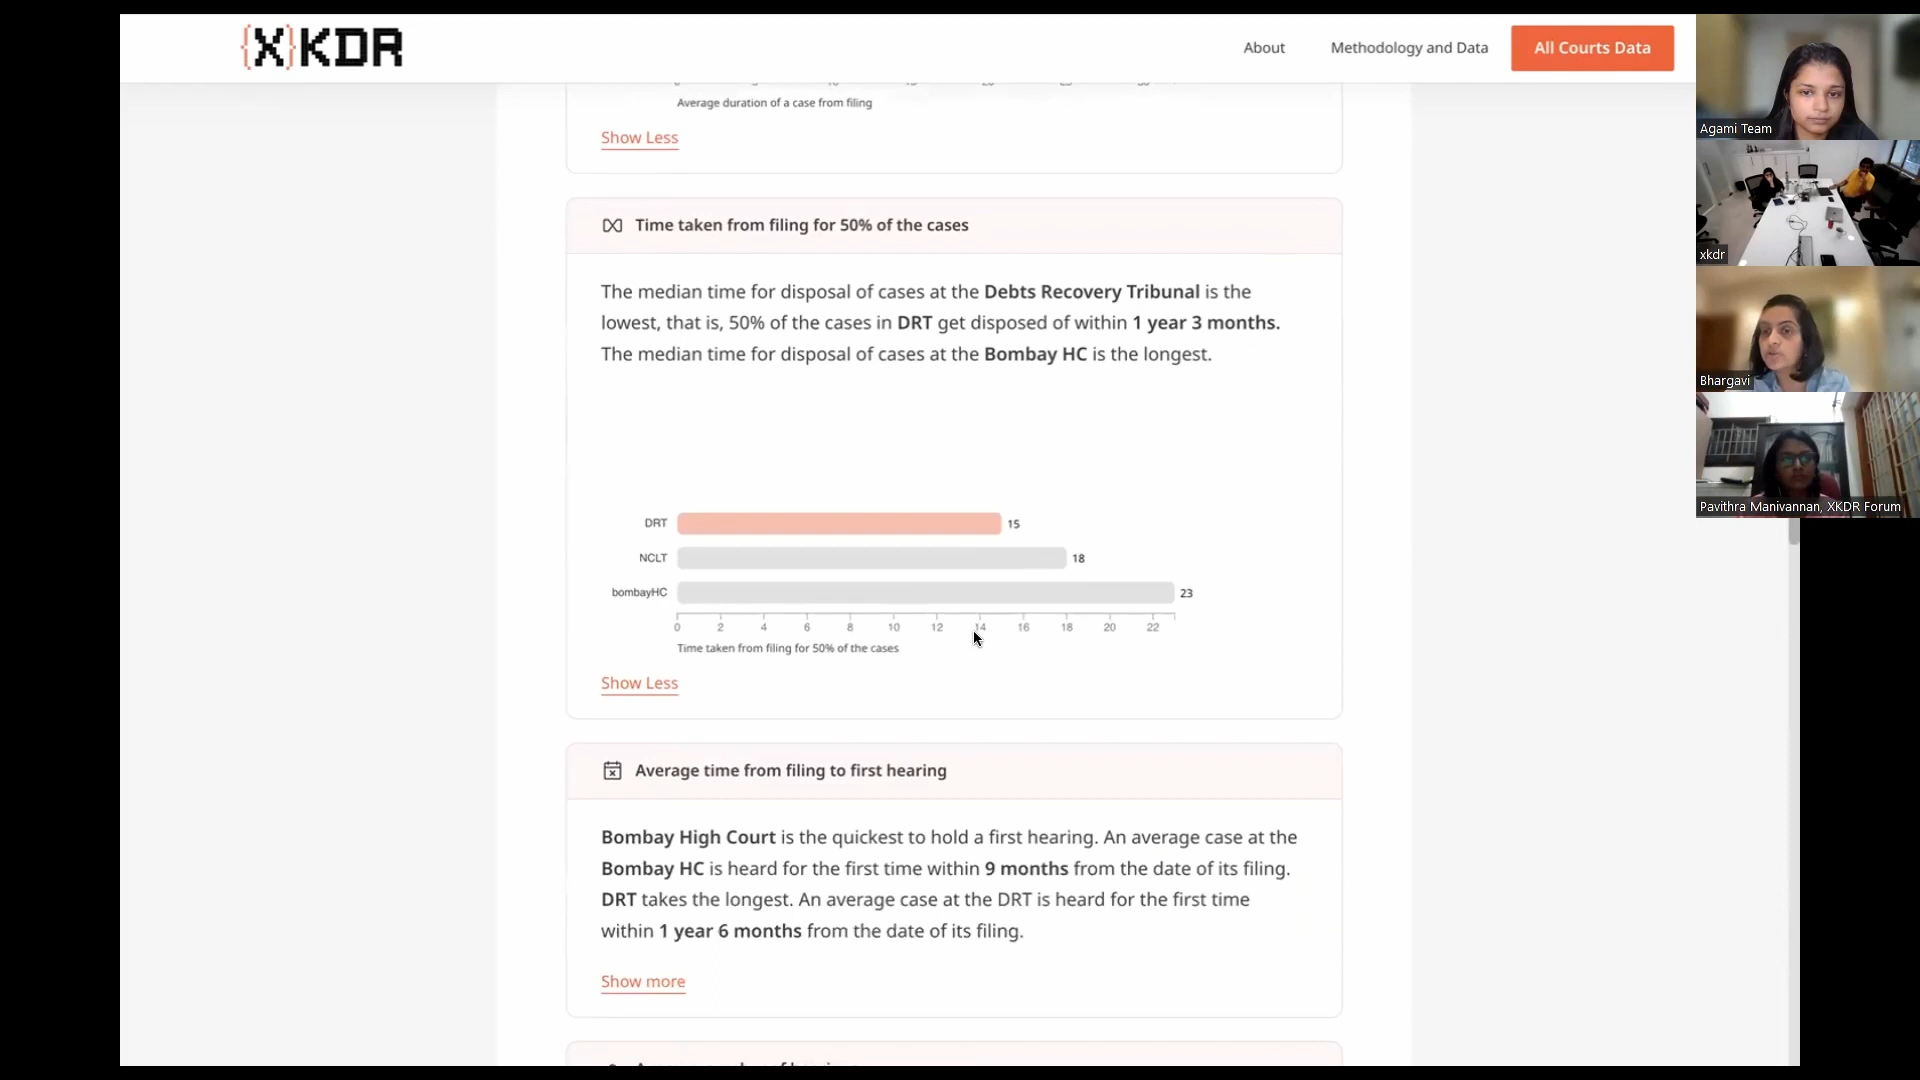 {X}KDR
About
Methodology and Data
All Courts Data
Average duration of a case from filing
Show Less
Time taken from filing for 50% of the cases
The median time for disposal of cases at the Debts Recovery Tribunal is the
lowest, that is, 50% of the cases in DRT get disposed of within 1 year 3 months.
The median time for disposal of cases at the Bombay HC is the longest.
DRT 15
NCLT 18
bombayHC 23
0 2 4 6 8 10 12 14 16 18 20 22
Time taken from filing for 50% of the cases
Show Less
Average time from filing to first hearing
Bombay High Court is the quickest to hold a first hearing. An average case at the
Bombay HC is heard for the first time within 9 months from the date of its filing.
DRT takes the longest. An average case at the DRT is heard for the first time
within 1 year 6 months from the date of its filing.
Show more
Agami Team
xkdr
Bhargavi
Pavithra Manivannan, XKDR Forum